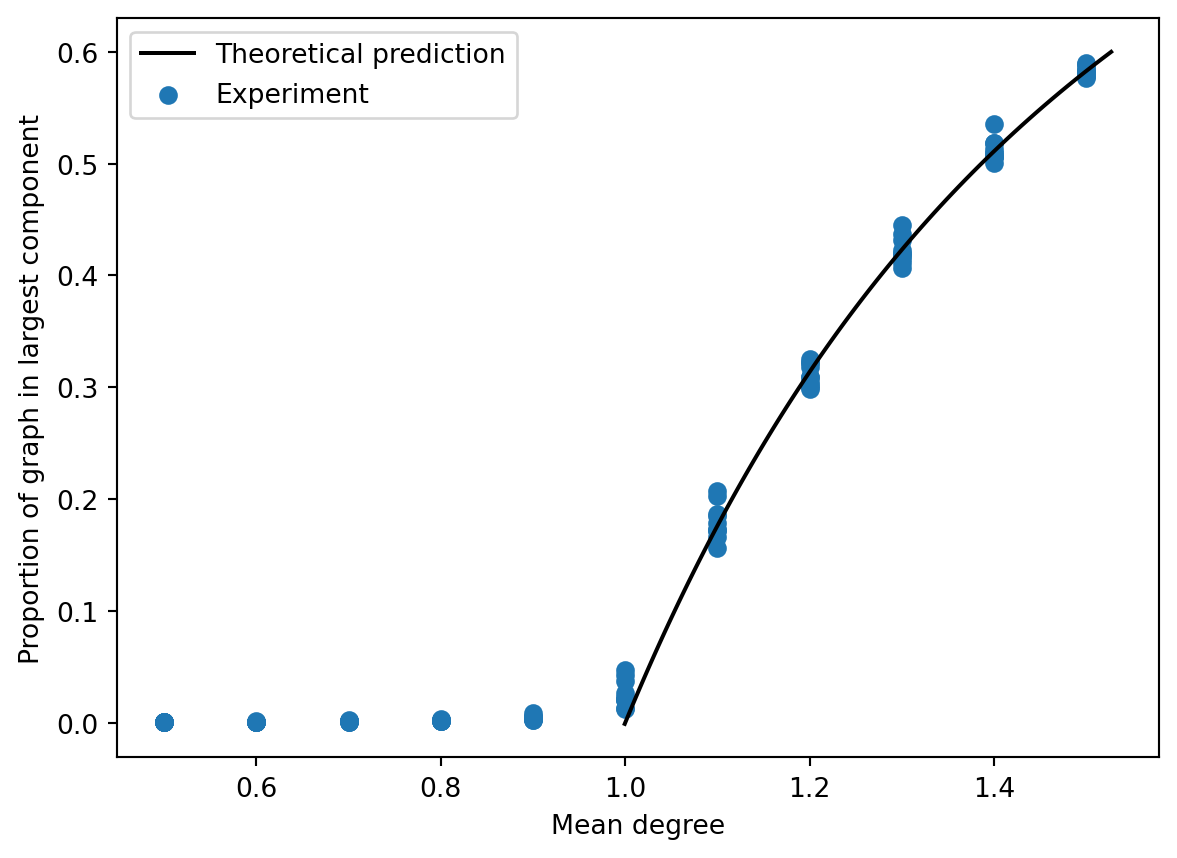 Theoretical prediction
Experiment
Proportion of graph in largest component
0.6
0.5
0.4
0.3
0.2
0.1
0.0
0.6 0.8 1.0 1.2 1.4
Mean degree